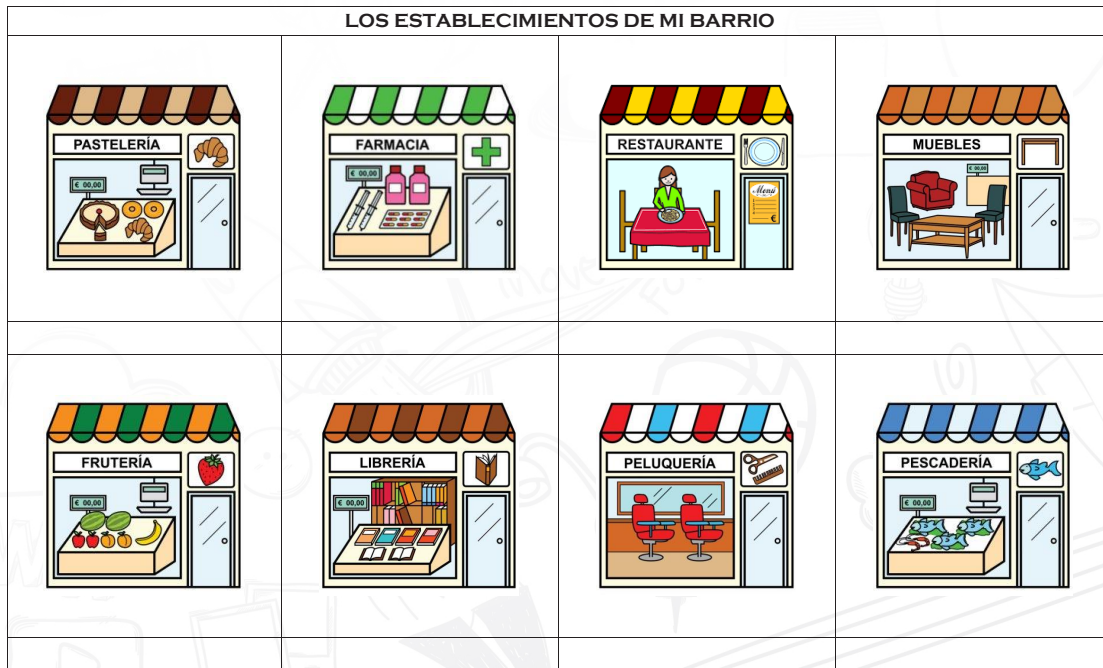 LOS ESTABLECIMIENTOS DE MI BARRIO
PASTELERÍA
€ 00,00
FARMACIA
€ 00,00
RESTAURANTE
Menú
€
MUEBLES
€ 00,00
FRUTERÍA
€ 00,00
LIBRERÍA
€ 00,00
PELUQUERÍA
PESCADERÍA
€ 00,00